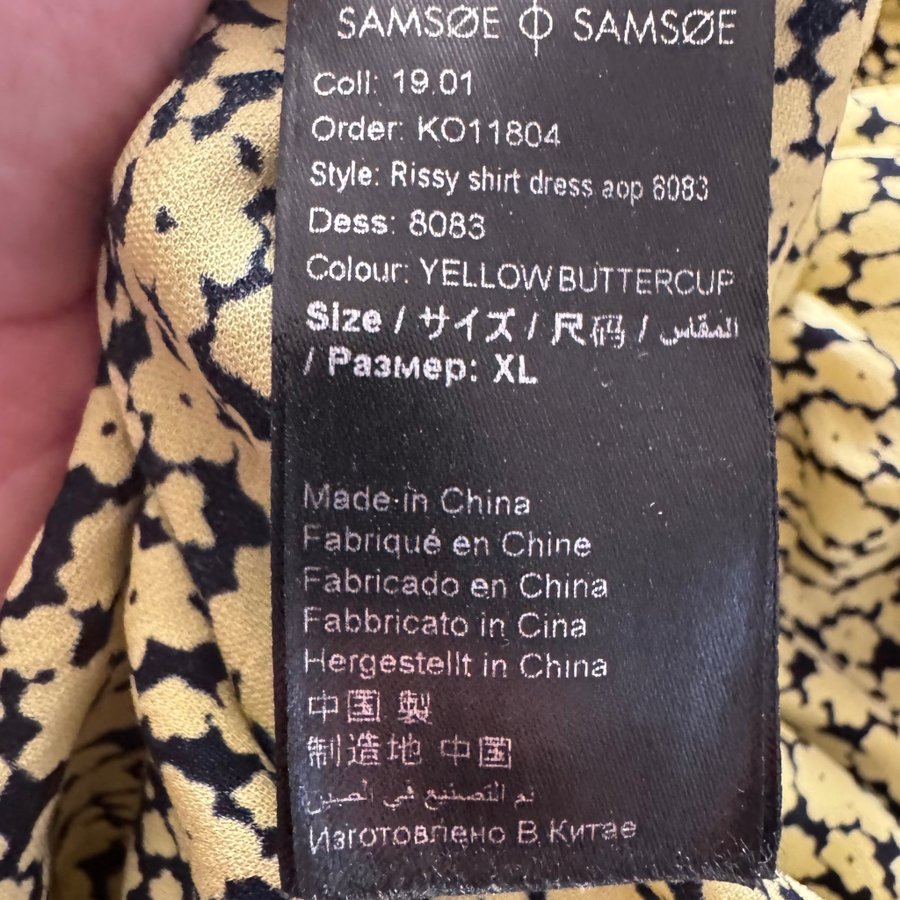 SAMSØE Φ SAMSØE
Coll: 19.01
Order: KO11804
Style: Rissy shirt dress aop 8083
Dess: 8083
Colour: YELLOW BUTTERCUP
Size / サイズ / 尺码 / المقاس
/ Размер: XL
Made in China
Fabriqué en Chine
Fabricado en China
Fabbricato in Cina
Hergestellt in China
中国 製
制造地 中国
تم التصنيع في الصين
Изготовлено В Китае